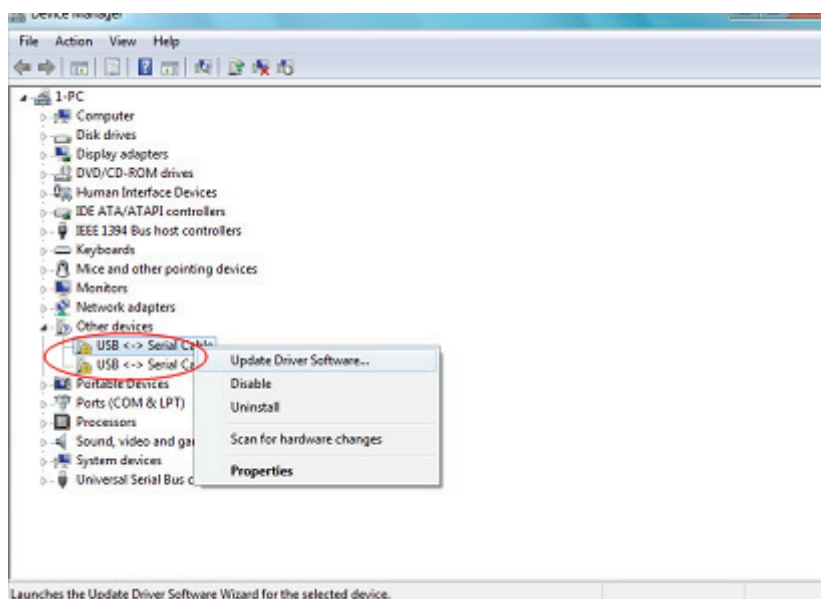 Device Manager
File Action View Help
1-PC
Computer
Disk drives
Display adapters
DVD/CD-ROM drives
Human Interface Devices
IDE ATA/ATAPI controllers
IEEE 1394 Bus host controllers
Keyboards
Mice and other pointing devices
Monitors
Network adapters
Other devices
USB <-> Serial Cable
USB <-> Serial Ca
Portable Devices
Ports (COM & LPT)
Processors
Sound, video and ga
System devices
Universal Serial Bus c
Update Driver Software...
Disable
Uninstall
Scan for hardware changes
Properties
Launches the Update Driver Software Wizard for the selected device.